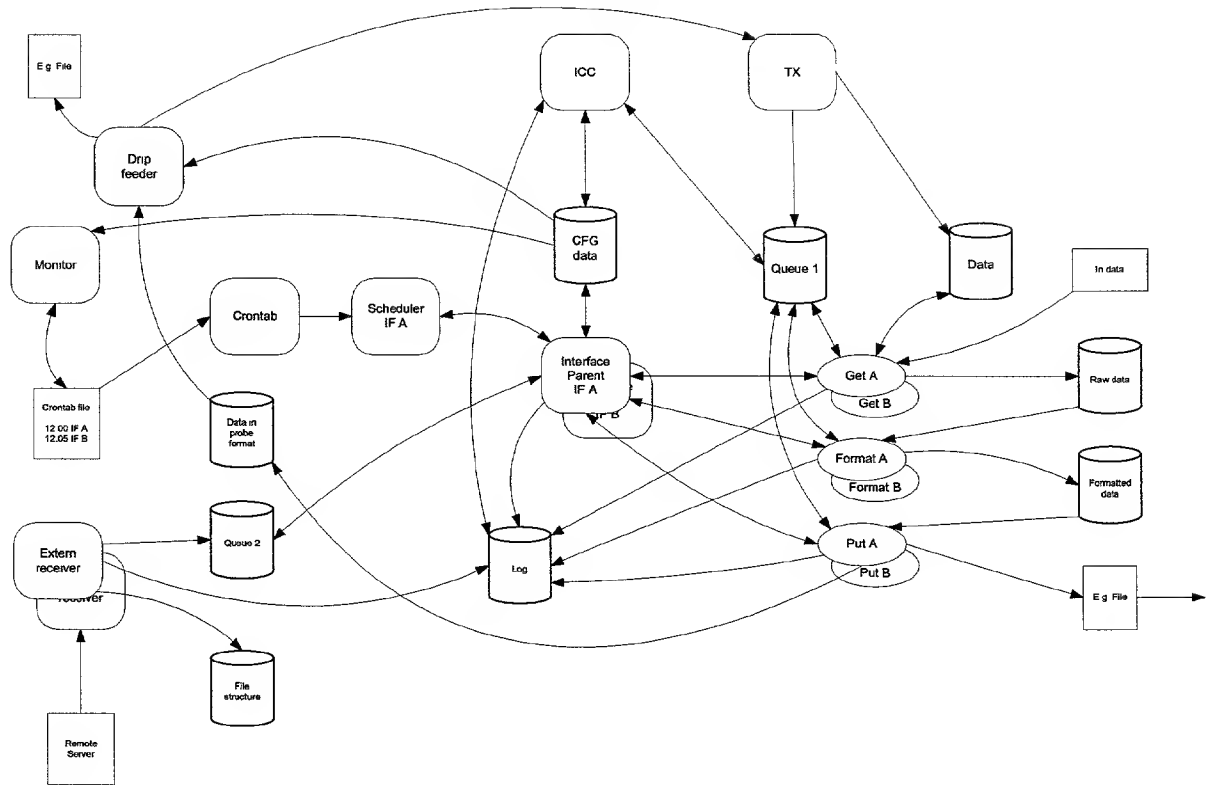 E g File
ICC
TX
Drip
feeder
CFG
data
Queue 1
Data
In data
Monitor
Crontab
Scheduler
IF A
Interface
Parent
IF A
IF B
Get A
Get B
Raw data
Crontab file
12 00 IF A
12.05 IF B
Data in
probe
format
Format A
Format B
Formatted
data
Extern
receiver
receiver
Queue 2
Log
Put A
Put B
E g File
File
structure
Remote
Server